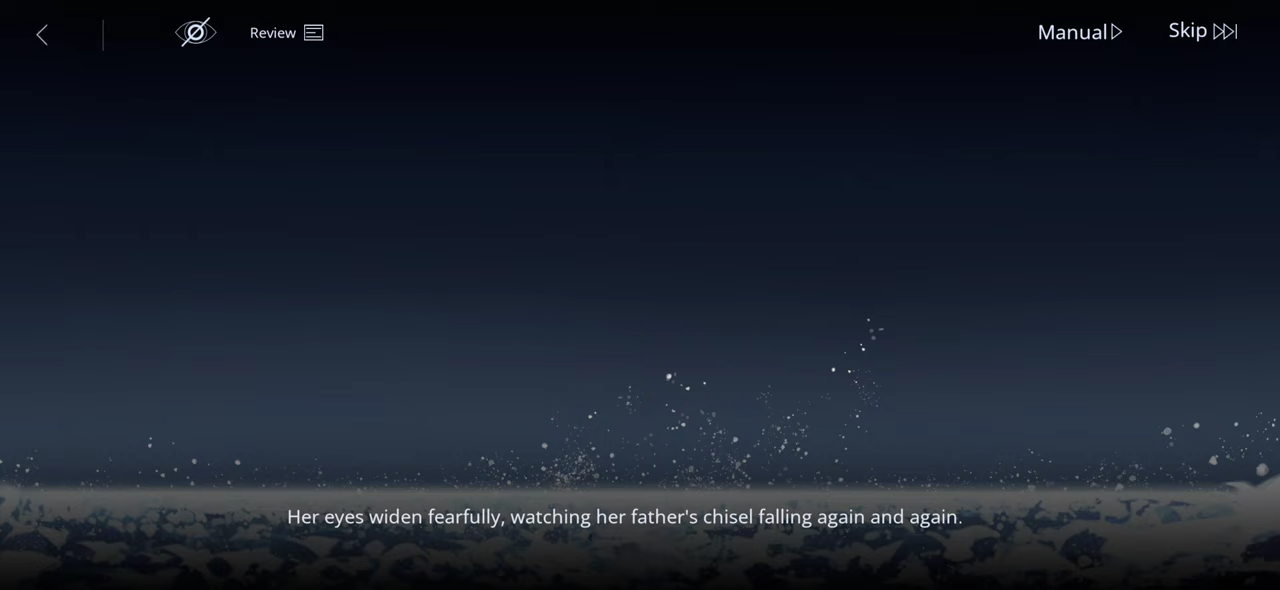 Review
Manual
Skip
Her eyes widen fearfully, watching her father's chisel falling again and again.